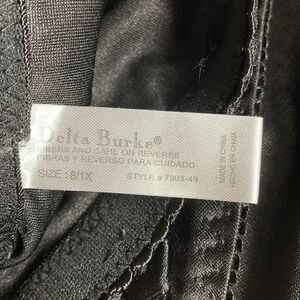 Delta Burke®
FIBERS AND CARE ON REVERSE
FIBRAS Y REVERSO PARA CUIDADO
SIZE: 8/1X
STYLE # 7303-49
MADE IN CHINA
HECHO EN CHINA